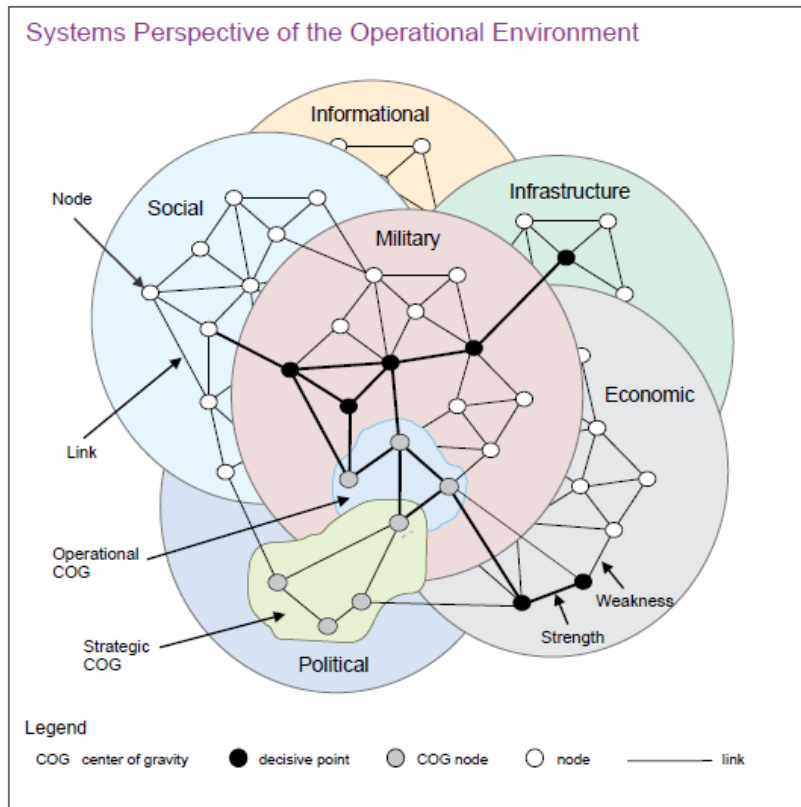 Systems Perspective of the Operational Environment
Informational
Infrastructure
Node
Social
Military
Economic
Link
Operational
COG
Weakness
Strength
Strategic
COG
Political
Legend
COG center of gravity decisive point COG node node link